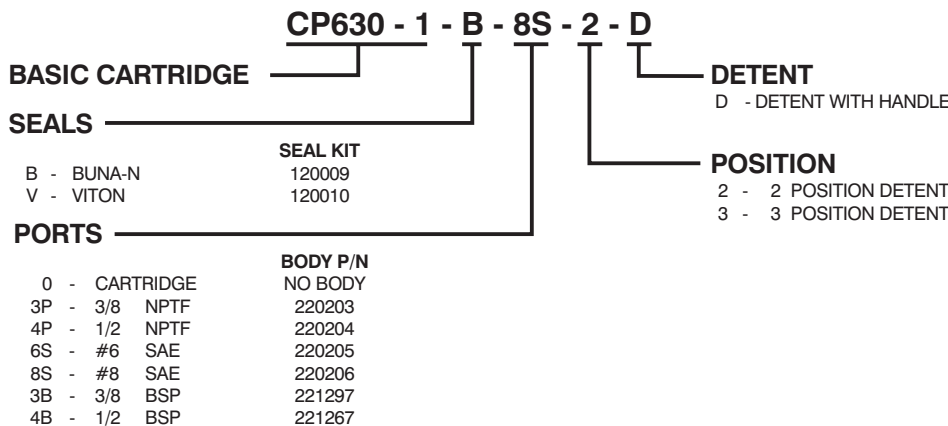 CP630 - 1 - B - 8S - 2 - D
BASIC CARTRIDGE
SEALS
SEAL KIT
B - BUNA-N 120009
V - VITON 120010
PORTS
BODY P/N
0 - CARTRIDGE NO BODY
3P - 3/8 NPTF 220203
4P - 1/2 NPTF 220204
6S - #6 SAE 220205
8S - #8 SAE 220206
3B - 3/8 BSP 221297
4B - 1/2 BSP 221267
DETENT
D - DETENT WITH HANDLE
POSITION
2 - 2 POSITION DETENT
3 - 3 POSITION DETENT